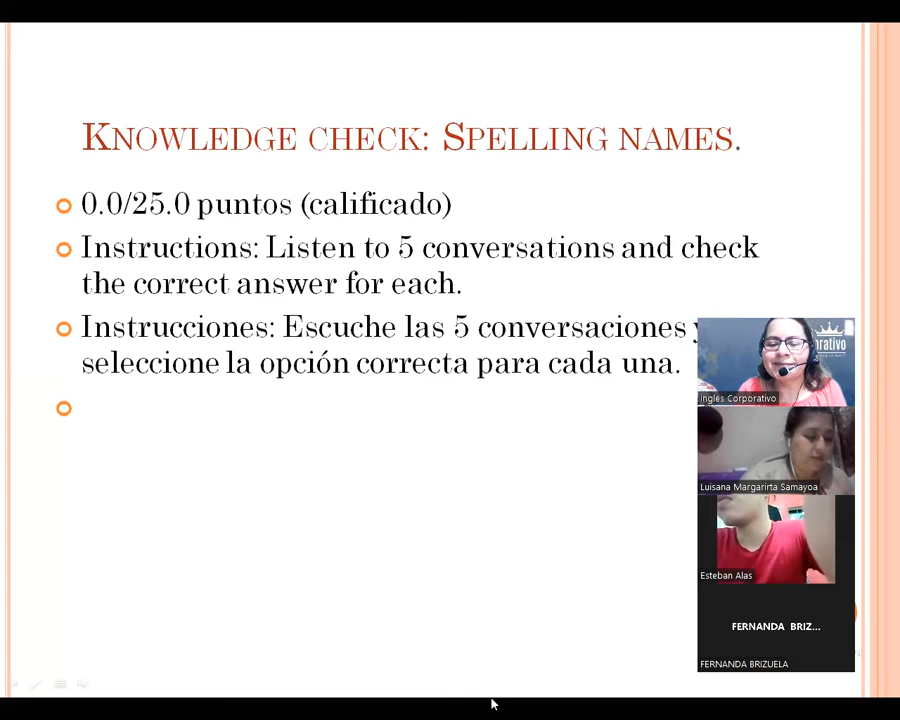 KNOWLEDGE CHECK: SPELLING NAMES.
0.0/25.0 puntos (calificado)
Instructions: Listen to 5 conversations and check
the correct answer for each.
Instrucciones: Escuche las 5 conversaciones y
seleccione la opción correcta para cada una.
orativo
Inglés Corporativo
Luisana Margarirta Samayoa
Esteban Alas
FERNANDA BRIZ...
FERNANDA BRIZUELA